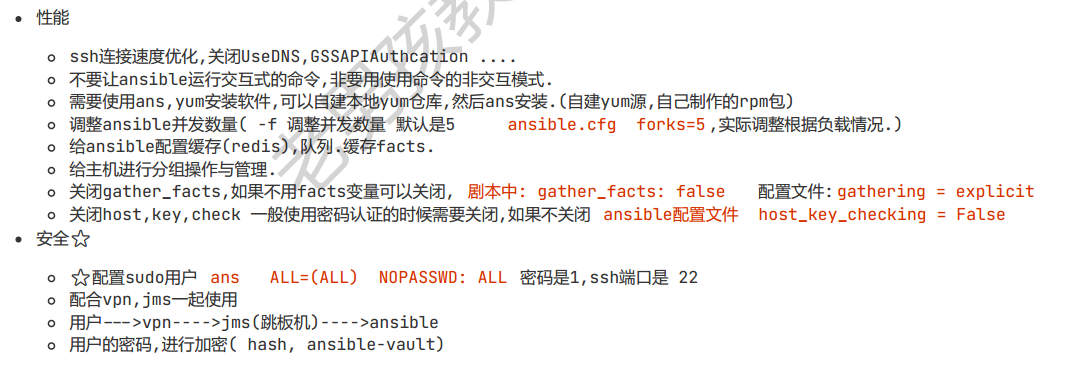 性能
ssh连接速度优化,关闭UseDNS,GSSAPIAuthcation ....
不要让ansible运行交互式的命令,非要用使用命令的非交互模式.
需要使用ans,yum安装软件,可以自建本地yum仓库,然后ans安装.(自建yum源,自己制作的rpm包)
调整ansible并发数量( -f 调整并发数量 默认是5 ansible.cfg forks=5,实际调整根据负载情况.)
给ansible配置缓存(redis),队列.缓存facts.
给主机进行分组操作与管理.
关闭gather_facts,如果不用facts变量可以关闭, 剧本中: gather_facts: false 配置文件:gathering = explicit
关闭host,key,check 一般使用密码认证的时候需要关闭,如果不关闭 ansible配置文件 host_key_checking = False
安全☆
☆配置sudo用户 ans ALL=(ALL) NOPASSWD: ALL 密码是1,ssh端口是 22
配合vpn,jms一起使用
用户--->vpn---->jms(跳板机)---->ansible
用户的密码,进行加密( hash, ansible-vault)
老男孩教